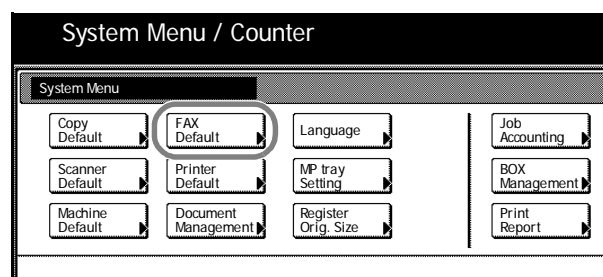 System Menu / Counter
System Menu
Copy
Default
FAX
Default
Language
Job
Accounting
Scanner
Default
Printer
Default
MP tray
Setting
BOX
Management
Machine
Default
Document
Management
Register
Orig. Size
Print
Report